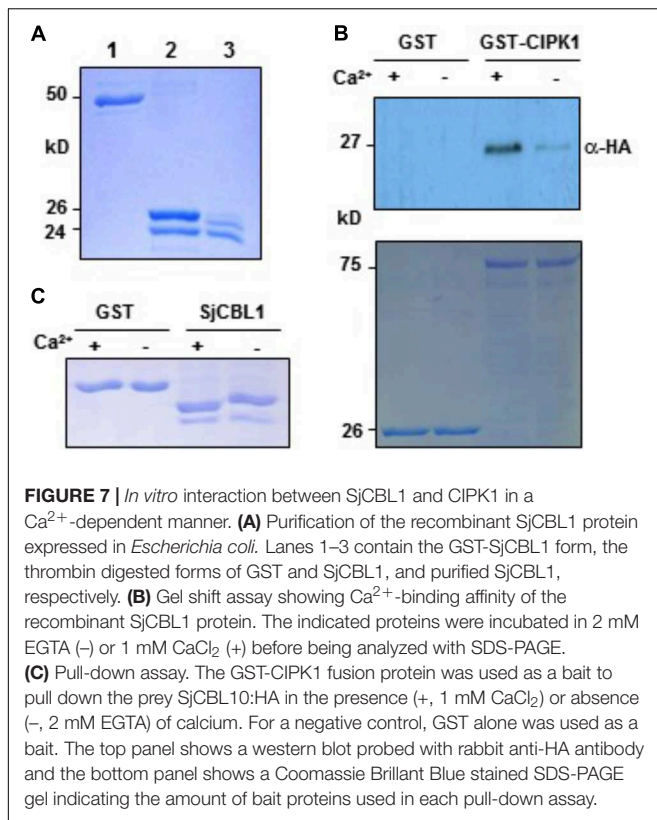 A
1 2 3
50
kD
26
24
B
GST GST-CIPK1
Ca²⁺ + - + -
27
α-HA
kD
75
26
C
GST SjCBL1
Ca²⁺ + - + -
FIGURE 7 | In vitro interaction between SjCBL1 and CIPK1 in a
Ca²⁺-dependent manner. (A) Purification of the recombinant SjCBL1 protein
expressed in Escherichia coli. Lanes 1–3 contain the GST-SjCBL1 form, the
thrombin digested forms of GST and SjCBL1, and purified SjCBL1,
respectively. (B) Gel shift assay showing Ca²⁺-binding affinity of the
recombinant SjCBL1 protein. The indicated proteins were incubated in 2 mM
EGTA (–) or 1 mM CaCl₂ (+) before being analyzed with SDS-PAGE.
(C) Pull-down assay. The GST-CIPK1 fusion protein was used as a bait to
pull down the prey SjCBL10:HA in the presence (+, 1 mM CaCl₂) or absence
(–, 2 mM EGTA) of calcium. For a negative control, GST alone was used as a
bait. The top panel shows a western blot probed with rabbit anti-HA antibody
and the bottom panel shows a Coomassie Brillant Blue stained SDS-PAGE
gel indicating the amount of bait proteins used in each pull-down assay.